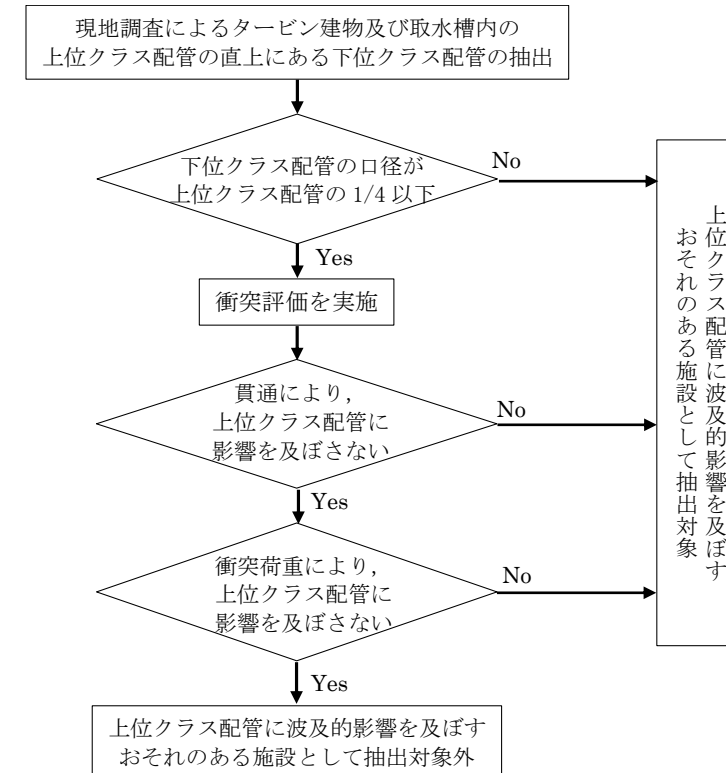 現地調査によるタービン建物及び取水槽内の
上位クラス配管の直上にある下位クラス配管の抽出
下位クラス配管の口径が
上位クラス配管の 1/4 以下
No
Yes
衝突評価を実施
貫通により，
上位クラス配管に
影響を及ぼさない
No
Yes
衝突荷重により，
上位クラス配管に
影響を及ぼさない
No
Yes
上位クラス配管に波及的影響を及ぼす
おそれのある施設として抽出対象外
上位クラス配管に波及的影響を及ぼす
おそれのある施設として抽出対象